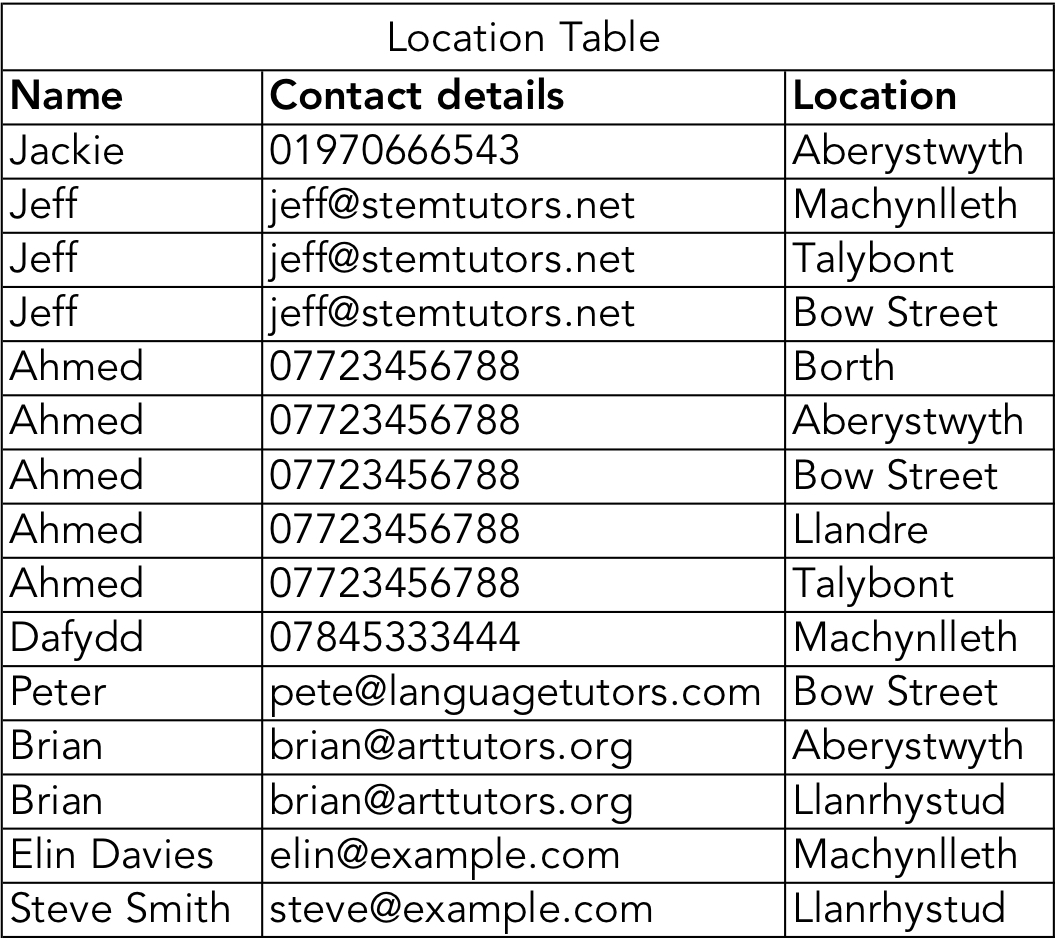 Location Table
Name Contact details Location
Jackie 01970666543 Aberystwyth
Jeff jeff@stemtutors.net Machynlleth
Jeff jeff@stemtutors.net Talybont
Jeff jeff@stemtutors.net Bow Street
Ahmed 07723456788 Borth
Ahmed 07723456788 Aberystwyth
Ahmed 07723456788 Bow Street
Ahmed 07723456788 Llandre
Ahmed 07723456788 Talybont
Dafydd 07845333444 Machynlleth
Peter pete@languagetutors.com Bow Street
Brian brian@arttutors.org Aberystwyth
Brian brian@arttutors.org Llanrhystud
Elin Davies elin@example.com Machynlleth
Steve Smith steve@example.com Llanrhystud